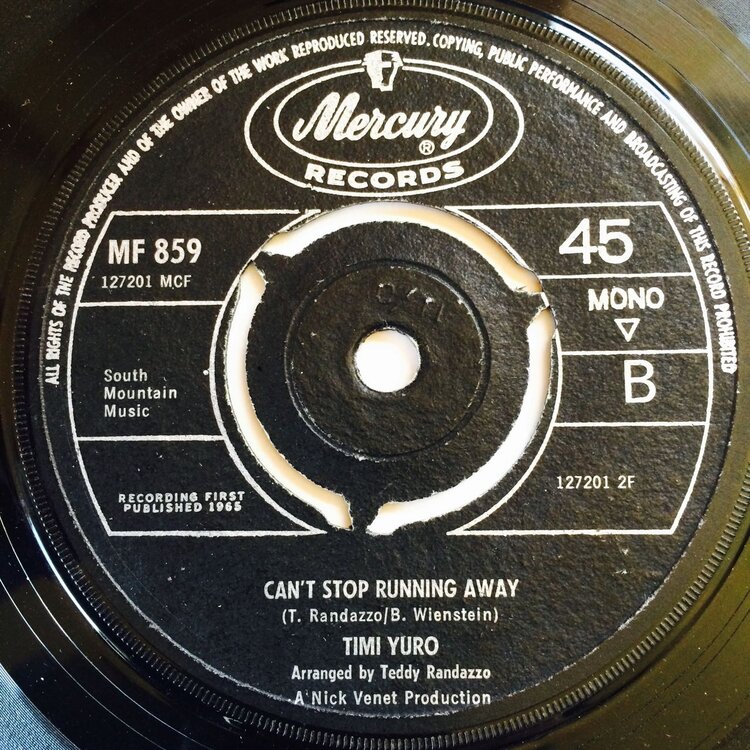 ALL RIGHTS OF THE RECORD PRODUCER AND OF THE OWNER OF THE WORK REPRODUCED RESERVED. COPYING, PUBLIC PERFORMANCE AND BROADCASTING OF THIS RECORD PROHIBITED
Mercury ®
RECORDS
MF 859
127201 MCF
45
MONO
B
South
Mountain
Music
127201 2F
RECORDING FIRST
PUBLISHED 1965
CAN'T STOP RUNNING AWAY
(T. Randazzo/B. Wienstein)
TIMI YURO
Arranged by Teddy Randazzo
A Nick Venet Production